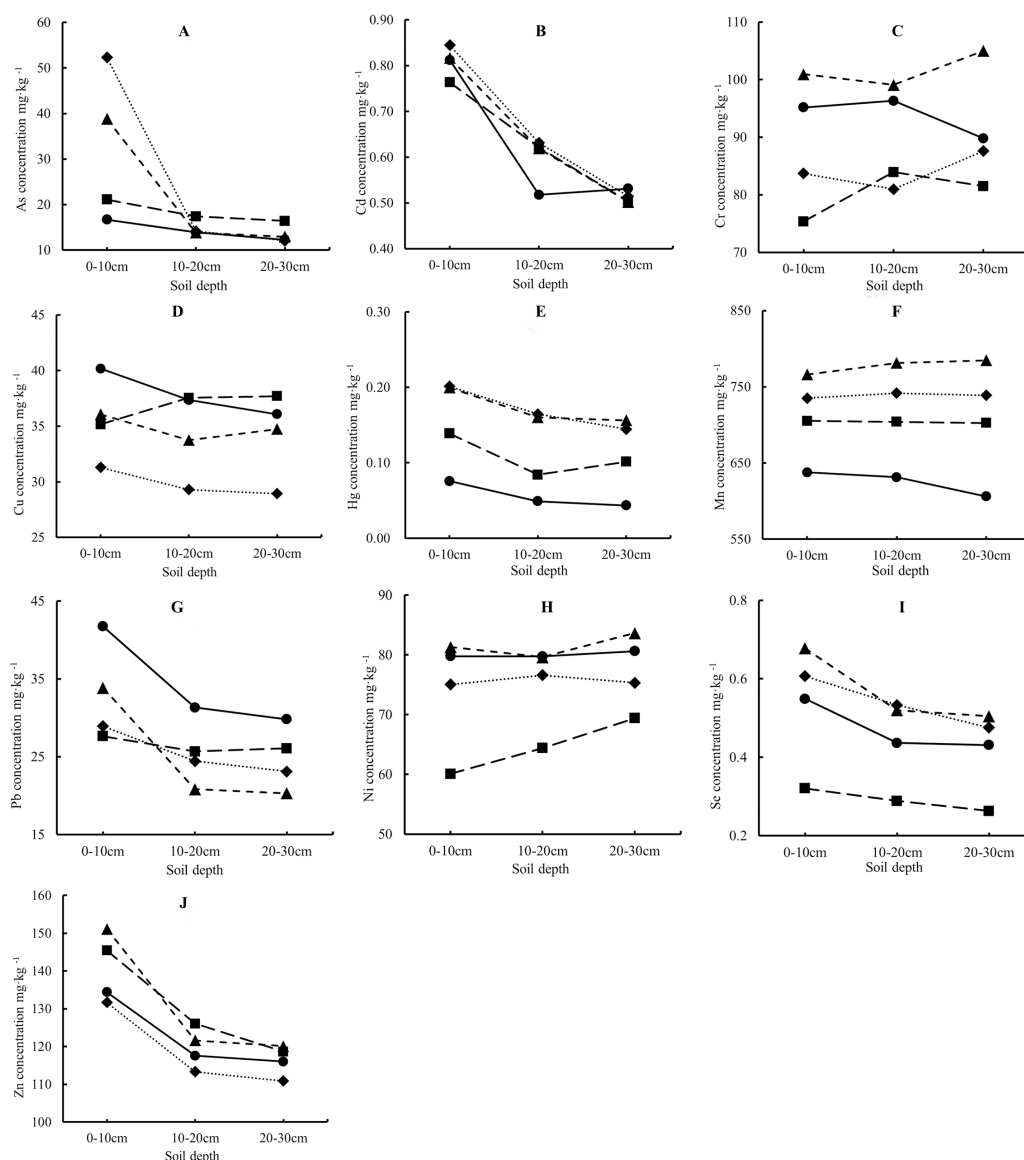 A
As concentration mg·kg -1
60
50
40
30
20
10
0-10cm 10-20cm 20-30cm
Soil depth
B
Cd concentration mg·kg -1
0.90
0.80
0.70
0.60
0.50
0.40
0-10cm 10-20cm 20-30cm
Soil depth
C
Cr concentration mg·kg -1
110
100
90
80
70
0-10cm 10-20cm 20-30cm
Soil depth
D
Cu concentration mg·kg -1
45
40
35
30
25
0-10cm 10-20cm 20-30cm
Soil depth
E
Hg concentration mg·kg -1
0.30
0.20
0.10
0.00
0-10cm 10-20cm 20-30cm
Soil depth
F
Mn concentration mg·kg -1
850
750
650
550
0-10cm 10-20cm 20-30cm
Soil depth
G
Pb concentration mg·kg -1
45
35
25
15
0-10cm 10-20cm 20-30cm
Soil depth
H
Ni concentration mg·kg -1
90
80
70
60
50
0-10cm 10-20cm 20-30cm
Soil depth
I
Se concentration mg·kg -1
0.8
0.6
0.4
0.2
0-10cm 10-20cm 20-30cm
Soil depth
J
Zn concentration mg·kg -1
160
150
140
130
120
110
100
0-10cm 10-20cm 20-30cm
Soil depth